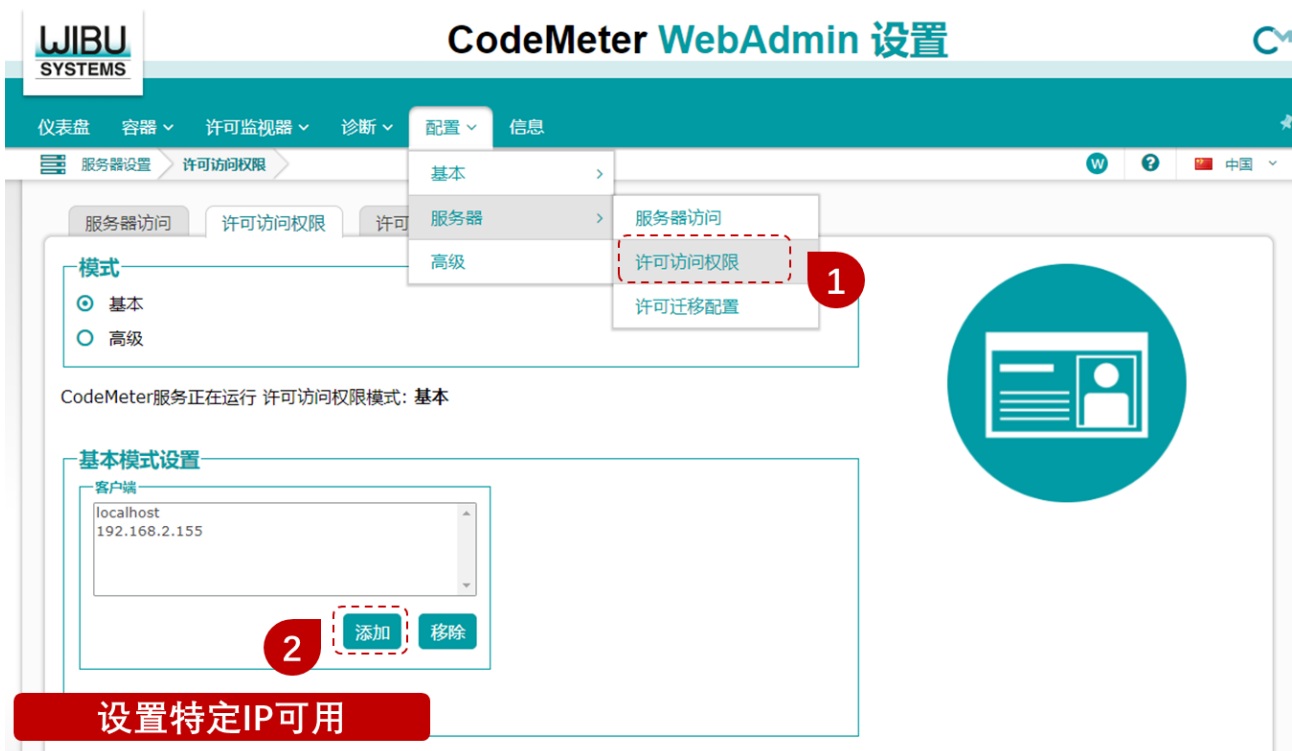 WIBU
SYSTEMS
CodeMeter WebAdmin 设置
仪表盘 容器 许可监视器 诊断 配置 信息
服务器设置 许可访问权限
W ? 中国
基本
服务器
高级
服务器访问
许可访问权限
许可迁移配置
1
服务器访问 许可访问权限 许可
模式
基本
高级
CodeMeter服务正在运行 许可访问权限模式: 基本
基本模式设置
客户端
localhost
192.168.2.155
2
添加 移除
设置特定IP可用